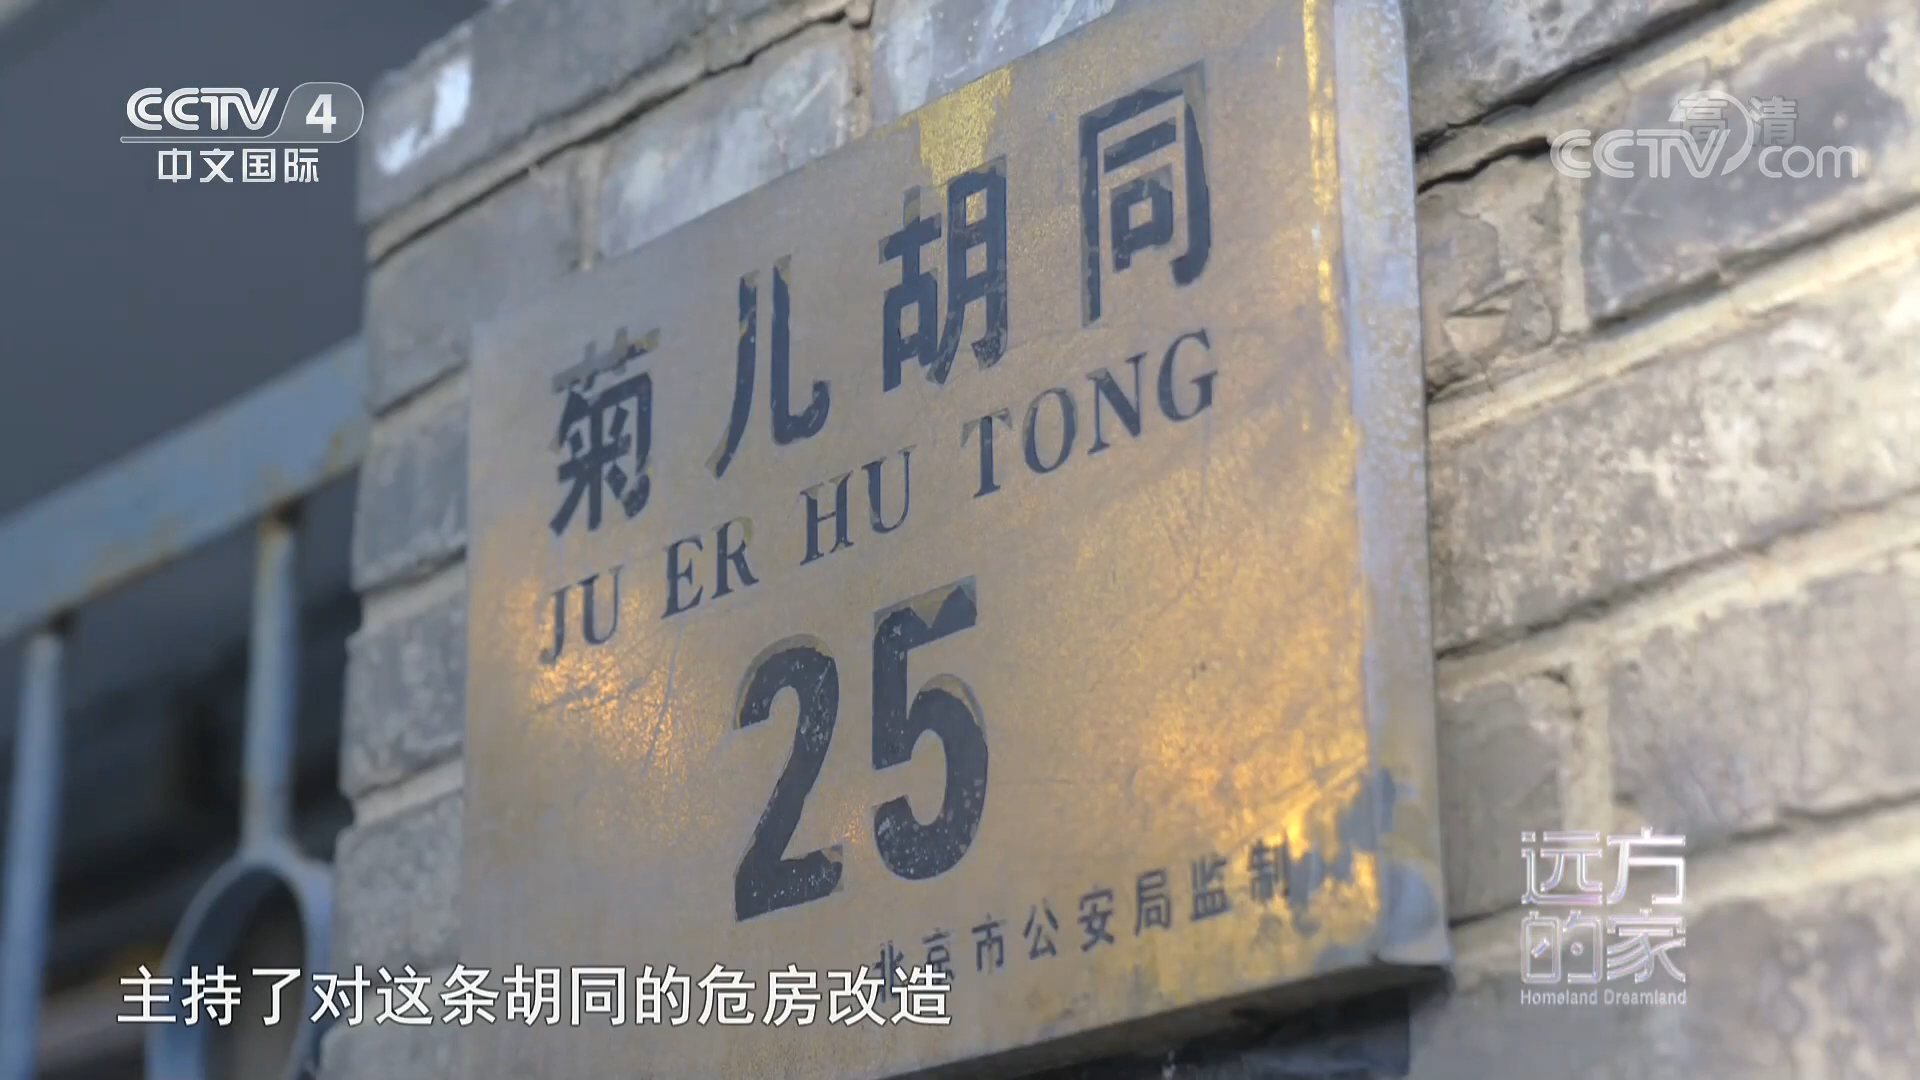 CCTV 4
中文国际
高清
CCTV com
菊儿胡同
JU ER HU TONG
25
北京市公安局监制
远方
的家
Homeland Dreamland
主持了对这条胡同的危房改造